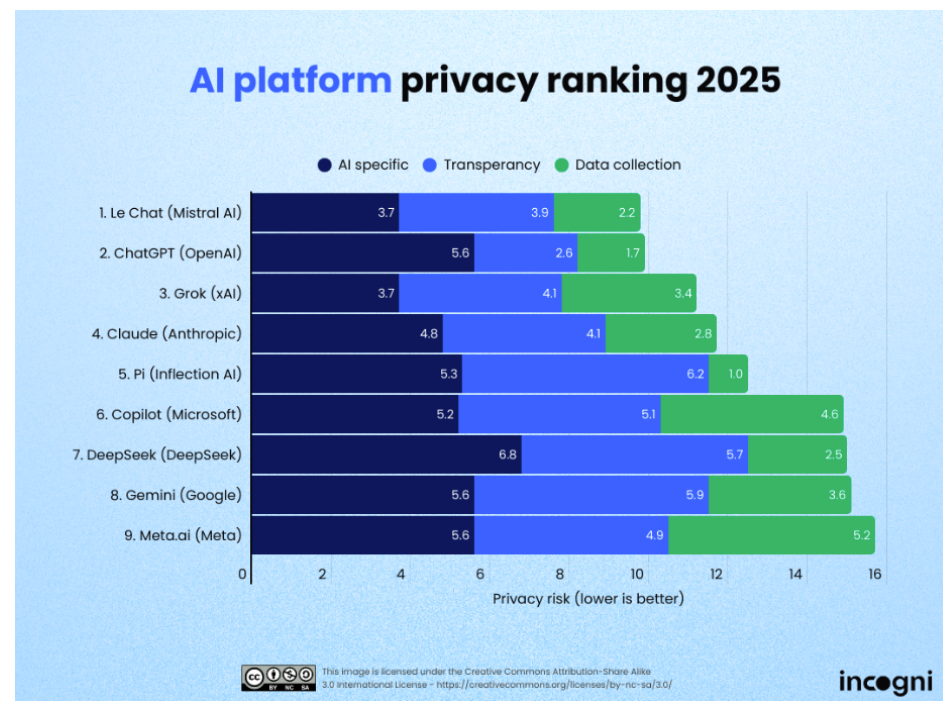 AI platform privacy ranking 2025
AI specific Transperancy Data collection
1. Le Chat (Mistral AI) 3.7 3.9 2.2
2. ChatGPT (OpenAI) 5.6 2.6 1.7
3. Grok (xAI) 3.7 4.1 3.4
4. Claude (Anthropic) 4.8 4.1 2.8
5. Pi (Inflection AI) 5.3 6.2 1.0
6. Copilot (Microsoft) 5.2 5.1 4.6
7. DeepSeek (DeepSeek) 6.8 5.7 2.5
8. Gemini (Google) 5.6 5.9 3.6
9. Meta.ai (Meta) 5.6 4.9 5.2
0 2 4 6 8 10 12 14 16
Privacy risk (lower is better)
This image is licensed under the Creative Commons Attribution-Share Alike
3.0 International License - https://creativecommons.org/licenses/by-nc-sa/3.0/
cc BY NC SA
incogni